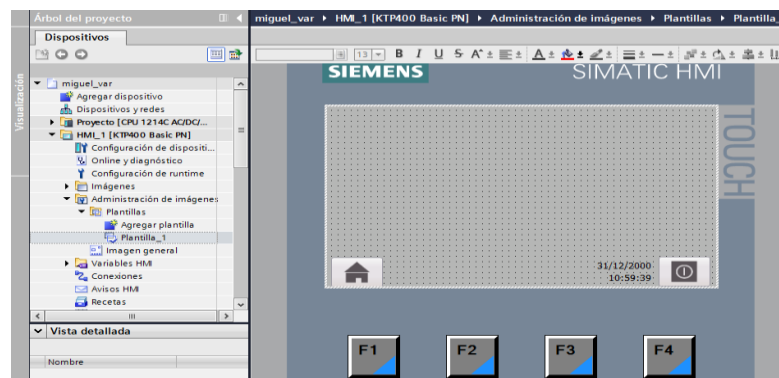 Árbol del proyecto
miguel_var ▸ HMI_1 [KTP400 Basic PN] ▸ Administración de imágenes ▸ Plantillas ▸ Plantilla_
Dispositivos
13
B I U S A
Visualización
miguel_var
Agregar dispositivo
Dispositivos y redes
Proyecto [CPU 1214C AC/DC/...
HMI_1 [KTP400 Basic PN]
Configuración de dispositi...
Online y diagnóstico
Configuración de runtime
Imágenes
Administración de imágenes
Plantillas
Agregar plantilla
Plantilla_1
Imagen general
Variables HMI
Conexiones
Avisos HMI
Recetas
Vista detallada
Nombre
SIEMENS
SIMATIC HMI
TOUCH
31/12/2000
10:59:39
F1
F2
F3
F4